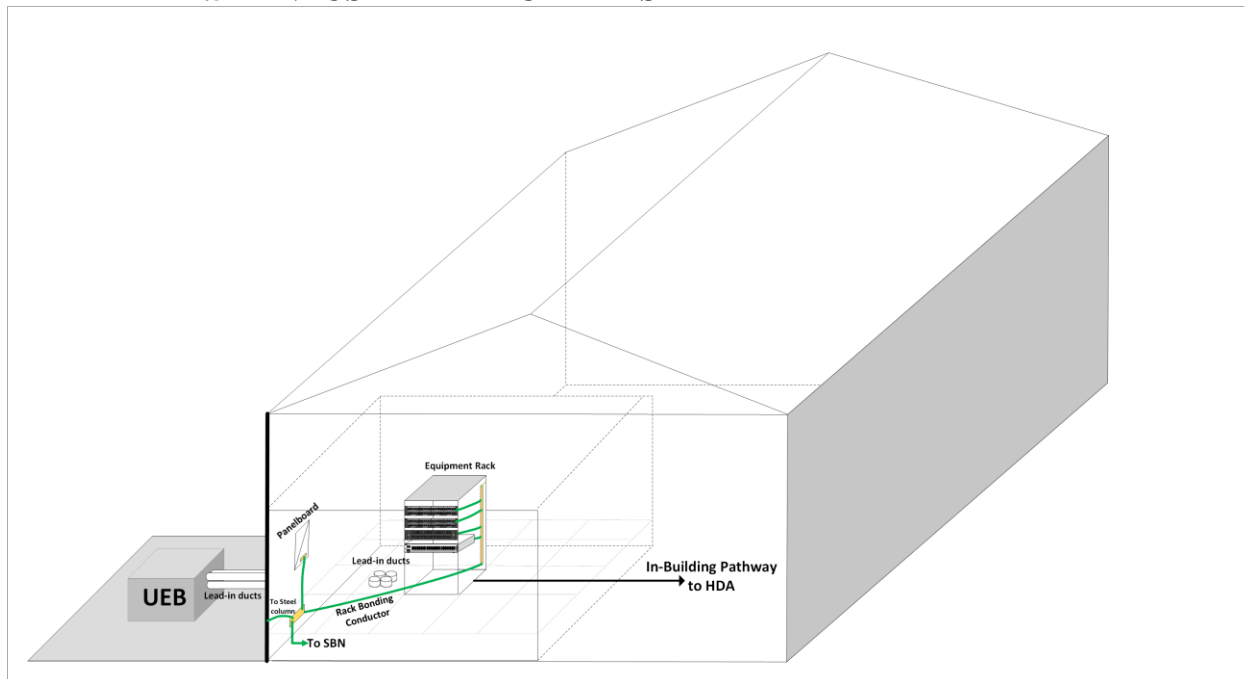 Equipment Rack
Panelboard
Lead-in ducts
In-Building Pathway
to HDA
UEB
Lead-in ducts
To Steel
column
Rack Bonding
Conductor
To SBN